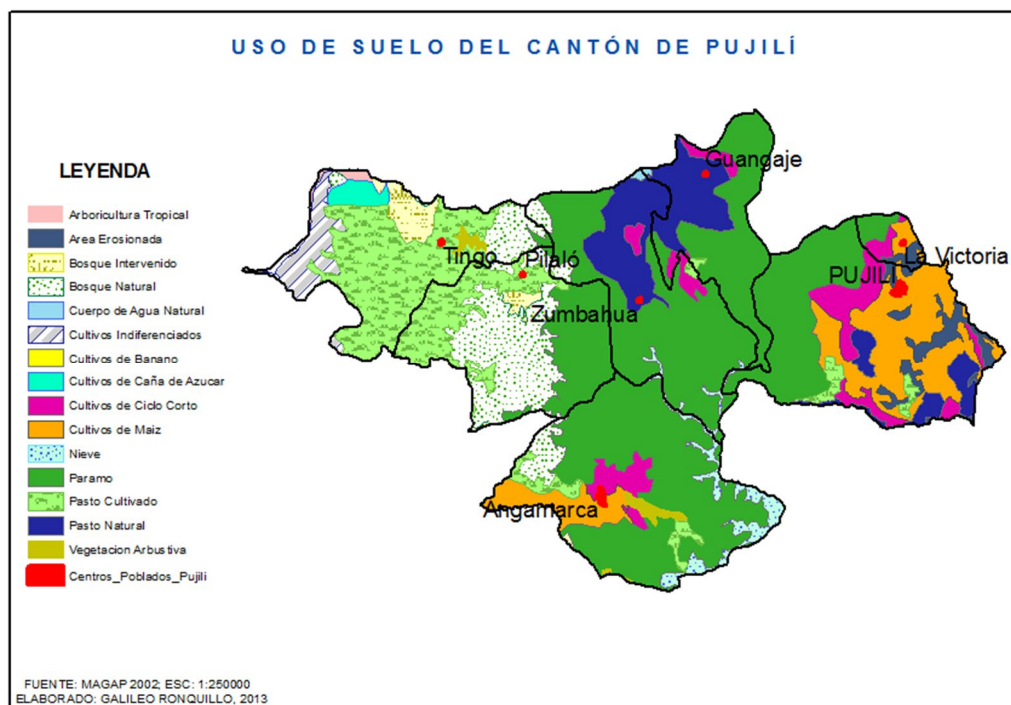 USO DE SUELO DEL CANTÓN DE PUJILÍ
LEYENDA
Arboricultura Tropical
Area Erosionada
Bosque Intervenido
Bosque Natural
Cuerpo de Agua Natural
Cultivos Indiferenciados
Cultivos de Banano
Cultivos de Caña de Azucar
Cultivos de Ciclo Corto
Cultivos de Maiz
Nieve
Paramo
Pasto Cultivado
Pasto Natural
Vegetacion Arbustiva
Centros_Poblados_Pujili
Guangaje
La Victoria
Tingo
Pilaló
PUJILI
Zumbahua
Angamarca
FUENTE: MAGAP 2002; ESC: 1:250000
ELABORADO: GALILEO RONQUILLO, 2013